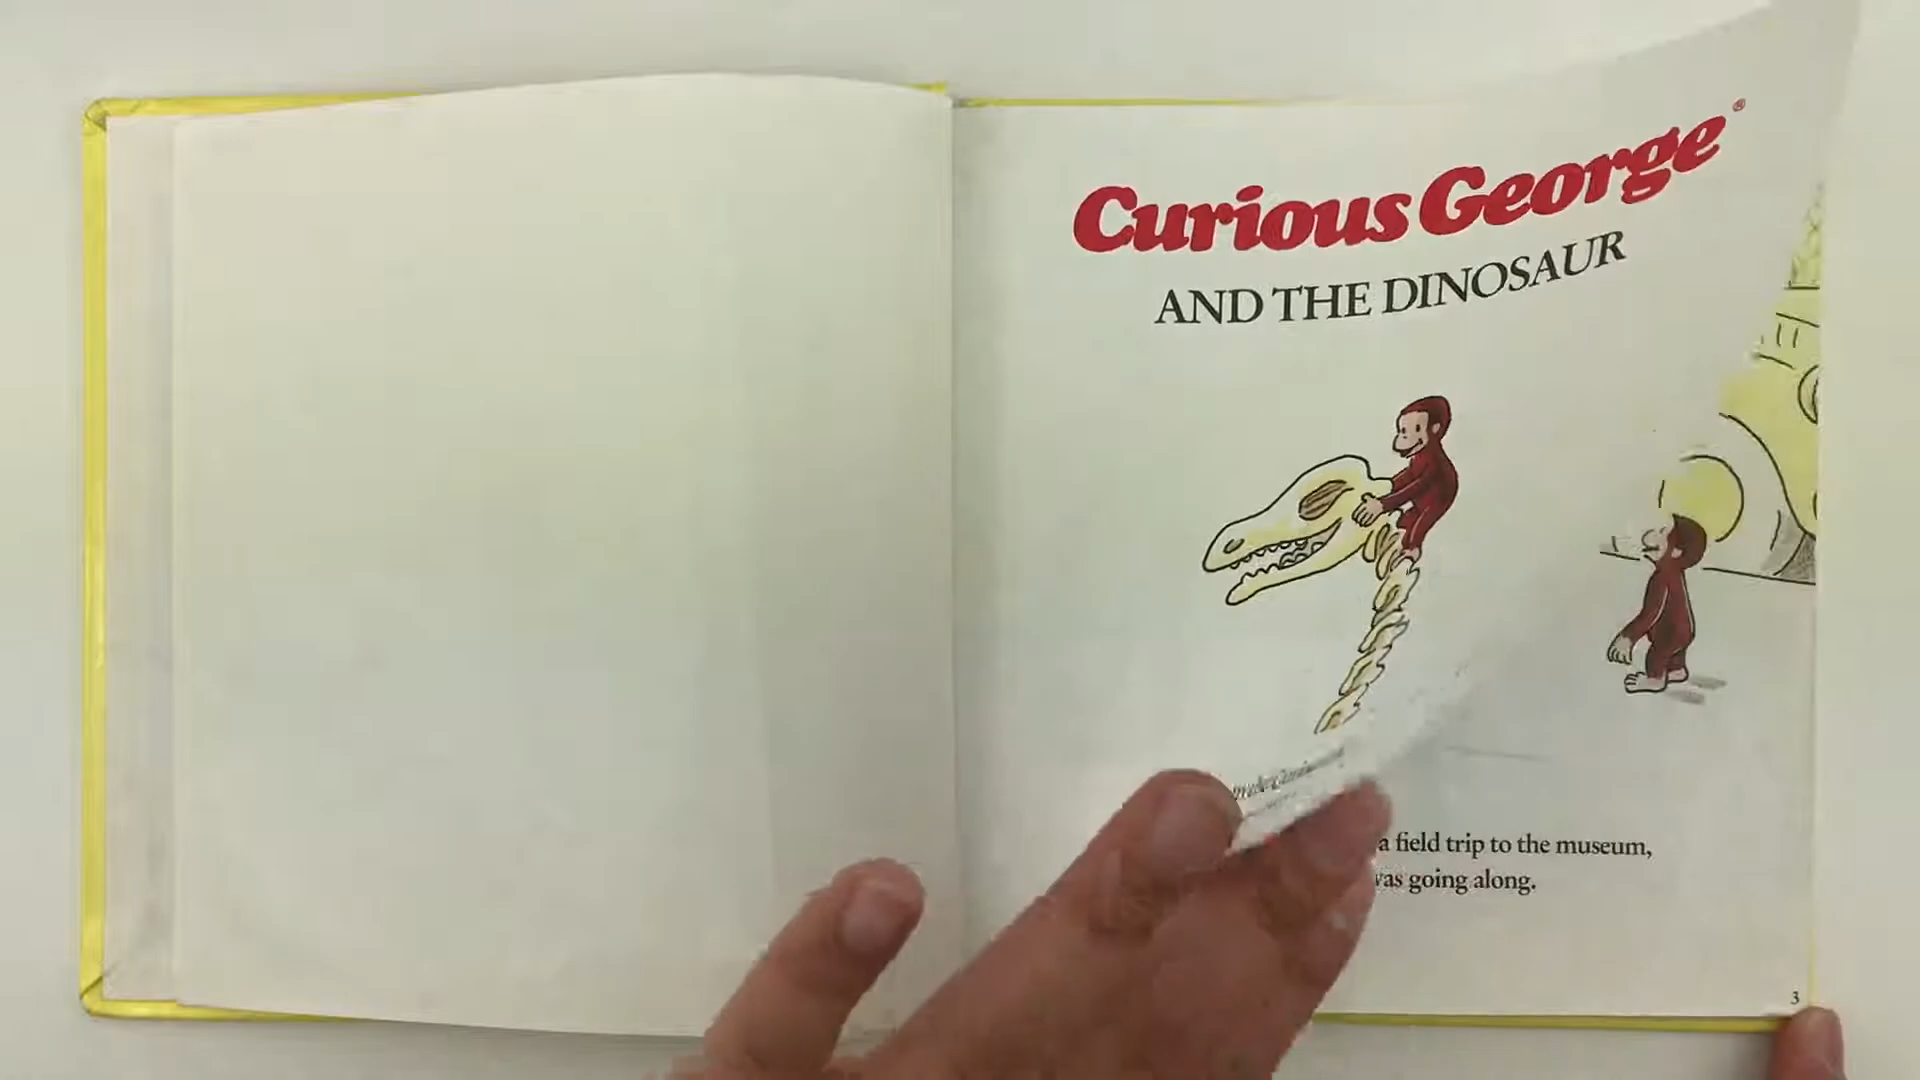 Curious George®
AND THE DINOSAUR
a field trip to the museum,
was going along.
3